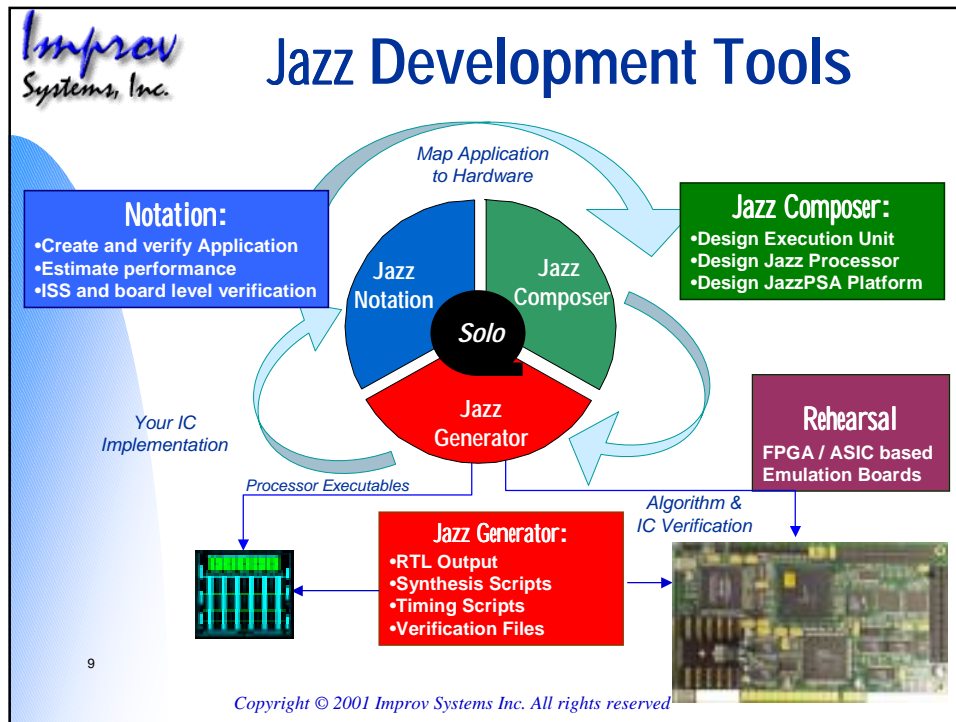 Improv
Systems, Inc.
Jazz Development Tools
Map Application
to Hardware
Notation:
•Create and verify Application
•Estimate performance
•ISS and board level verification
Jazz Composer:
•Design Execution Unit
•Design Jazz Processor
•Design JazzPSA Platform
Jazz
Notation
Jazz
Composer
Solo
Jazz
Generator
Your IC
Implementation
Rehearsal
FPGA / ASIC based
Emulation Boards
Processor Executables
Algorithm &
IC Verification
Jazz Generator:
•RTL Output
•Synthesis Scripts
•Timing Scripts
•Verification Files
9
Copyright © 2001 Improv Systems Inc. All rights reserved